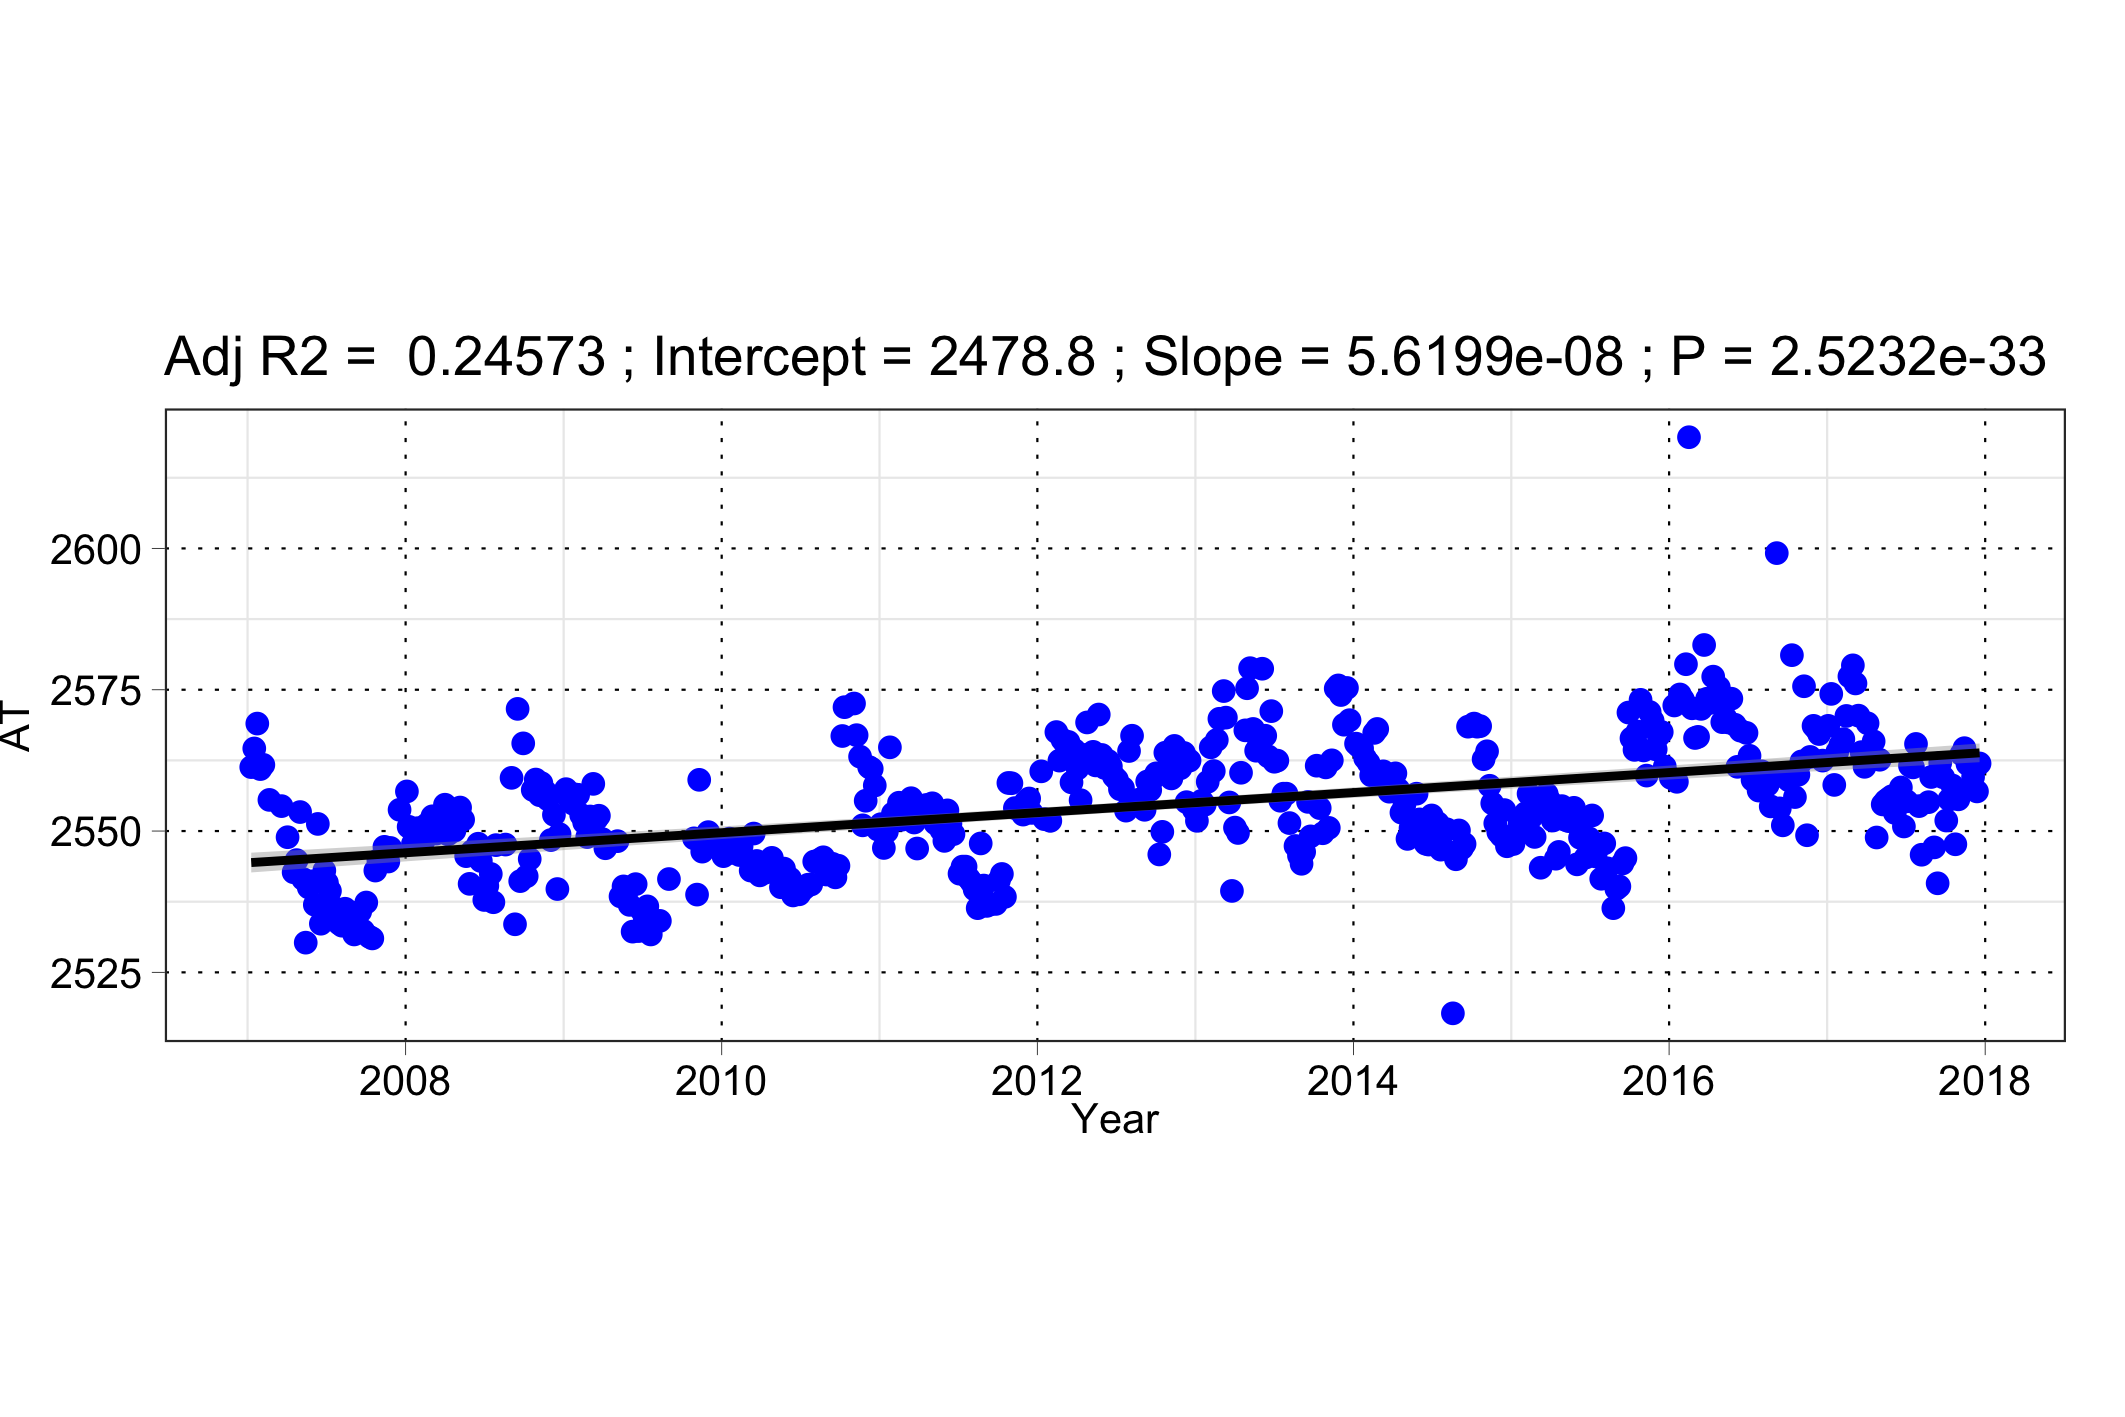 Adj R2 =  0.24573 ; Intercept = 2478.8 ; Slope = 5.6199e-08 ; P = 2.5232e-33
2600
2575
2550
2525
AT
2008 2010 2012 2014 2016 2018
Year